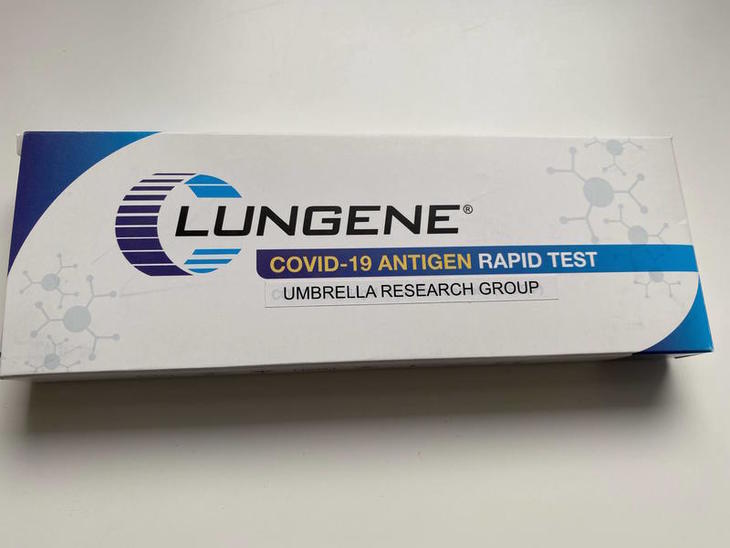 LUNGENE®
COVID-19 ANTIGEN RAPID TEST
UMBRELLA RESEARCH GROUP